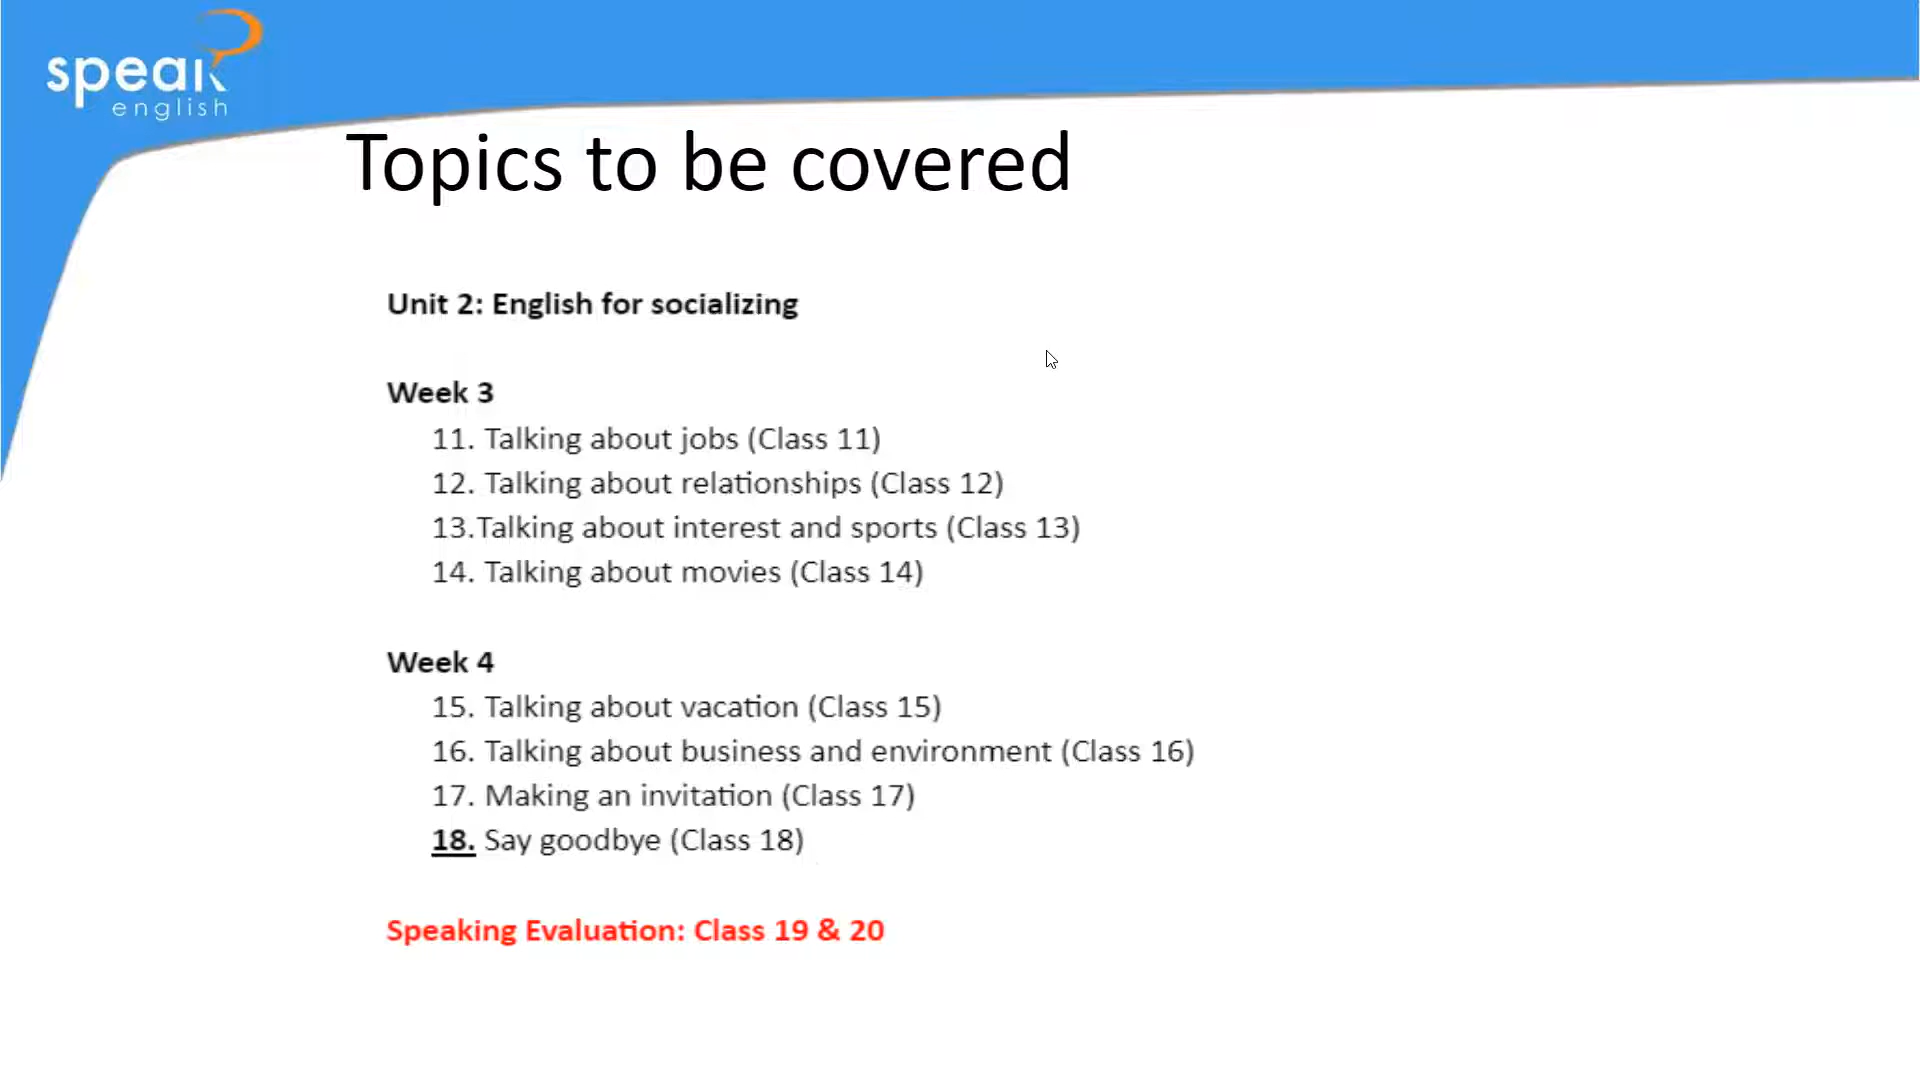 speak
english
Topics to be covered
Unit 2: English for socializing
Week 3
11. Talking about jobs (Class 11)
12. Talking about relationships (Class 12)
13.Talking about interest and sports (Class 13)
14. Talking about movies (Class 14)
Week 4
15. Talking about vacation (Class 15)
16. Talking about business and environment (Class 16)
17. Making an invitation (Class 17)
18. Say goodbye (Class 18)
Speaking Evaluation: Class 19 & 20